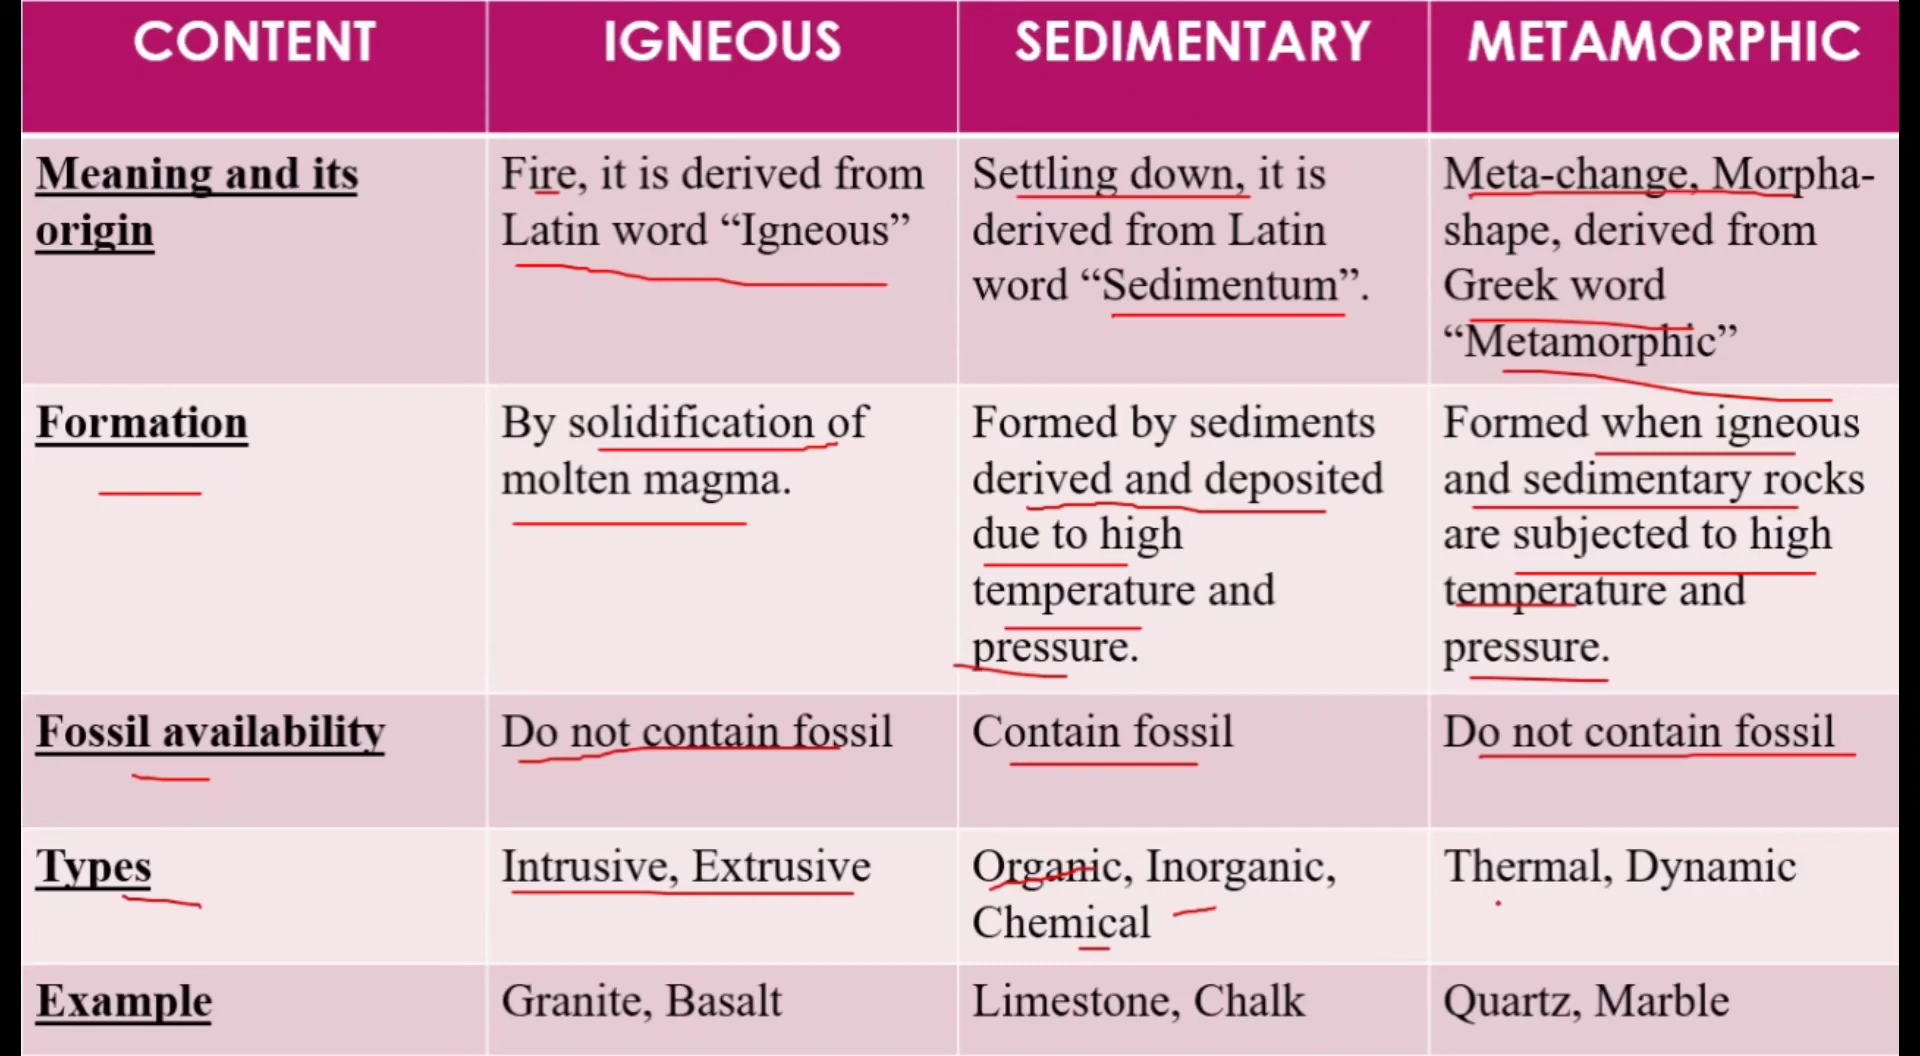 CONTENT
IGNEOUS
SEDIMENTARY
METAMORPHIC
Meaning and its
origin
Fire, it is derived from
Latin word “Igneous”
Settling down, it is
derived from Latin
word “Sedimentum”.
Meta-change, Morpha-
shape, derived from
Greek word
“Metamorphic”
Formation
By solidification of
molten magma.
Formed by sediments
derived and deposited
due to high
temperature and
pressure.
Formed when igneous
and sedimentary rocks
are subjected to high
temperature and
pressure.
Fossil availability
Do not contain fossil
Contain fossil
Do not contain fossil
Types
Intrusive, Extrusive
Organic, Inorganic,
Chemical
Thermal, Dynamic
Example
Granite, Basalt
Limestone, Chalk
Quartz, Marble